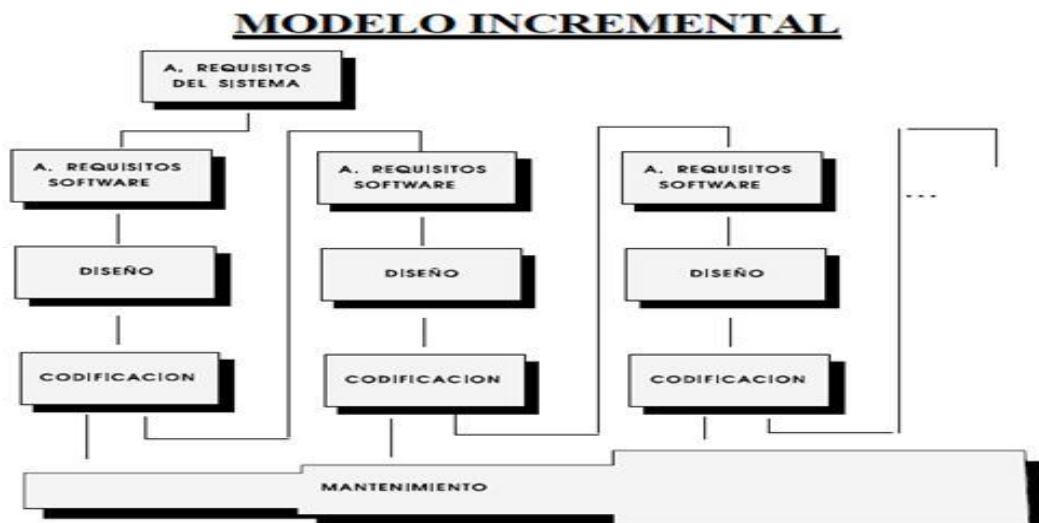 MODELO INCREMENTAL
A. REQUISITOS
DEL SISTEMA
A. REQUISITOS
SOFTWARE
A. REQUISITOS
SOFTWARE
A. REQUISITOS
SOFTWARE
...
DISEÑO
DISEÑO
DISEÑO
CODIFICACION
CODIFICACION
CODIFICACION
MANTENIMIENTO